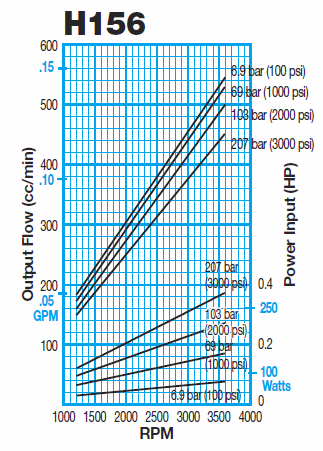 H156
600
.15
500
400
.10
300
200
.05
GPM
100
Output Flow (cc/min)
6.9 bar (100 psi)
69 bar (1000 psi)
103 bar (2000 psi)
207 bar (3000 psi)
207 bar
(3000 psi)
103 bar
(2000 psi)
69 bar
(1000 psi)
6.9 bar (100 psi)
0.4
250
0.2
100
Watts
0
Power Input (HP)
1000 1500 2000 2500 3000 3500 4000
RPM